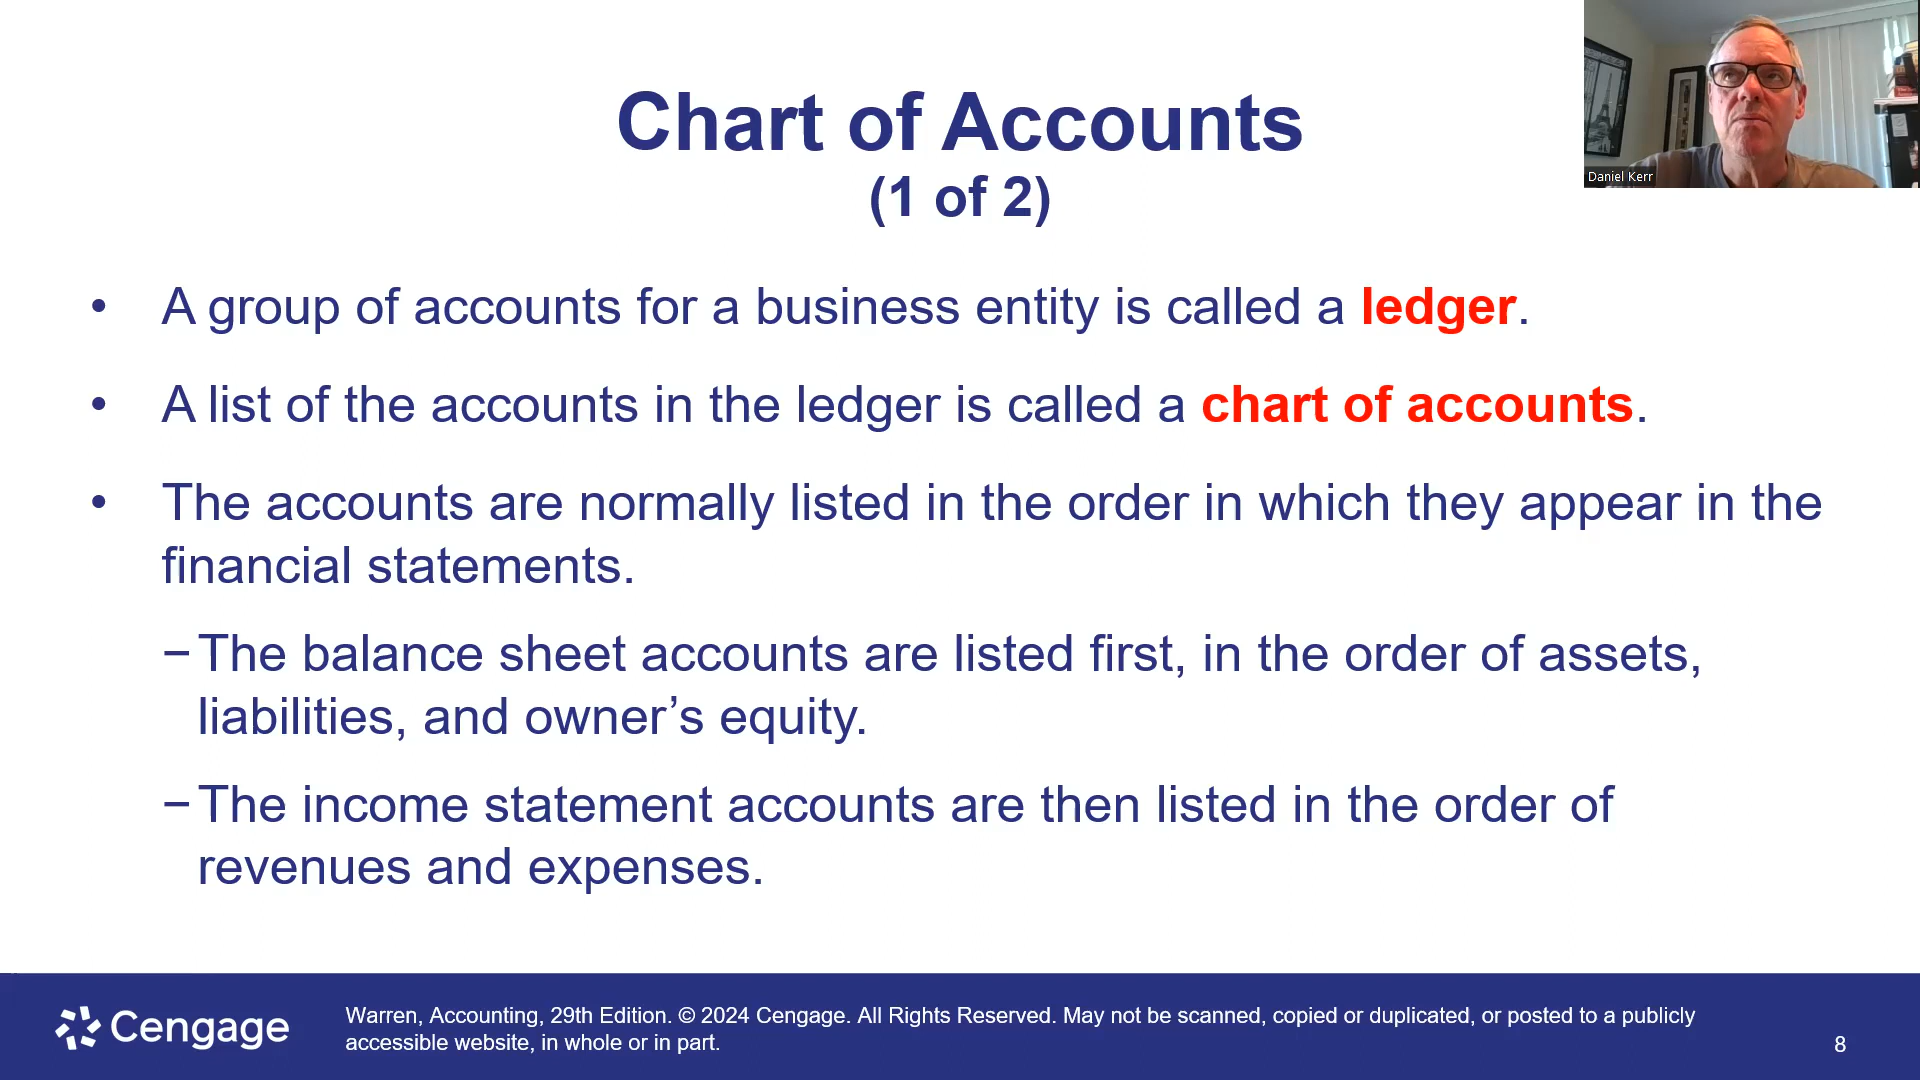 Chart of Accounts
(1 of 2)
Daniel Kerr
• A group of accounts for a business entity is called a ledger.
• A list of the accounts in the ledger is called a chart of accounts.
• The accounts are normally listed in the order in which they appear in the
financial statements.
−The balance sheet accounts are listed first, in the order of assets,
liabilities, and owner’s equity.
−The income statement accounts are then listed in the order of
revenues and expenses.
Cengage
Warren, Accounting, 29th Edition. © 2024 Cengage. All Rights Reserved. May not be scanned, copied or duplicated, or posted to a publicly
accessible website, in whole or in part.
8